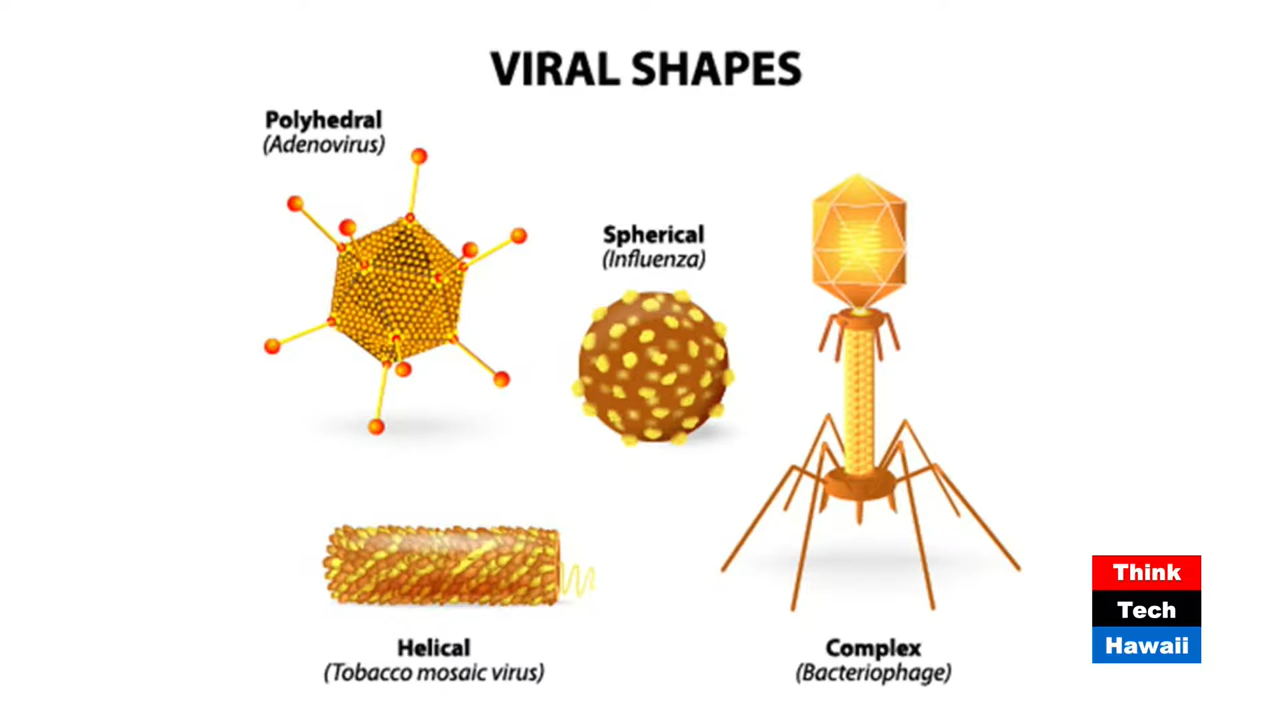 VIRAL SHAPES
Polyhedral
(Adenovirus)
Spherical
(Influenza)
Helical
(Tobacco mosaic virus)
Complex
(Bacteriophage)
Think
Tech
Hawaii